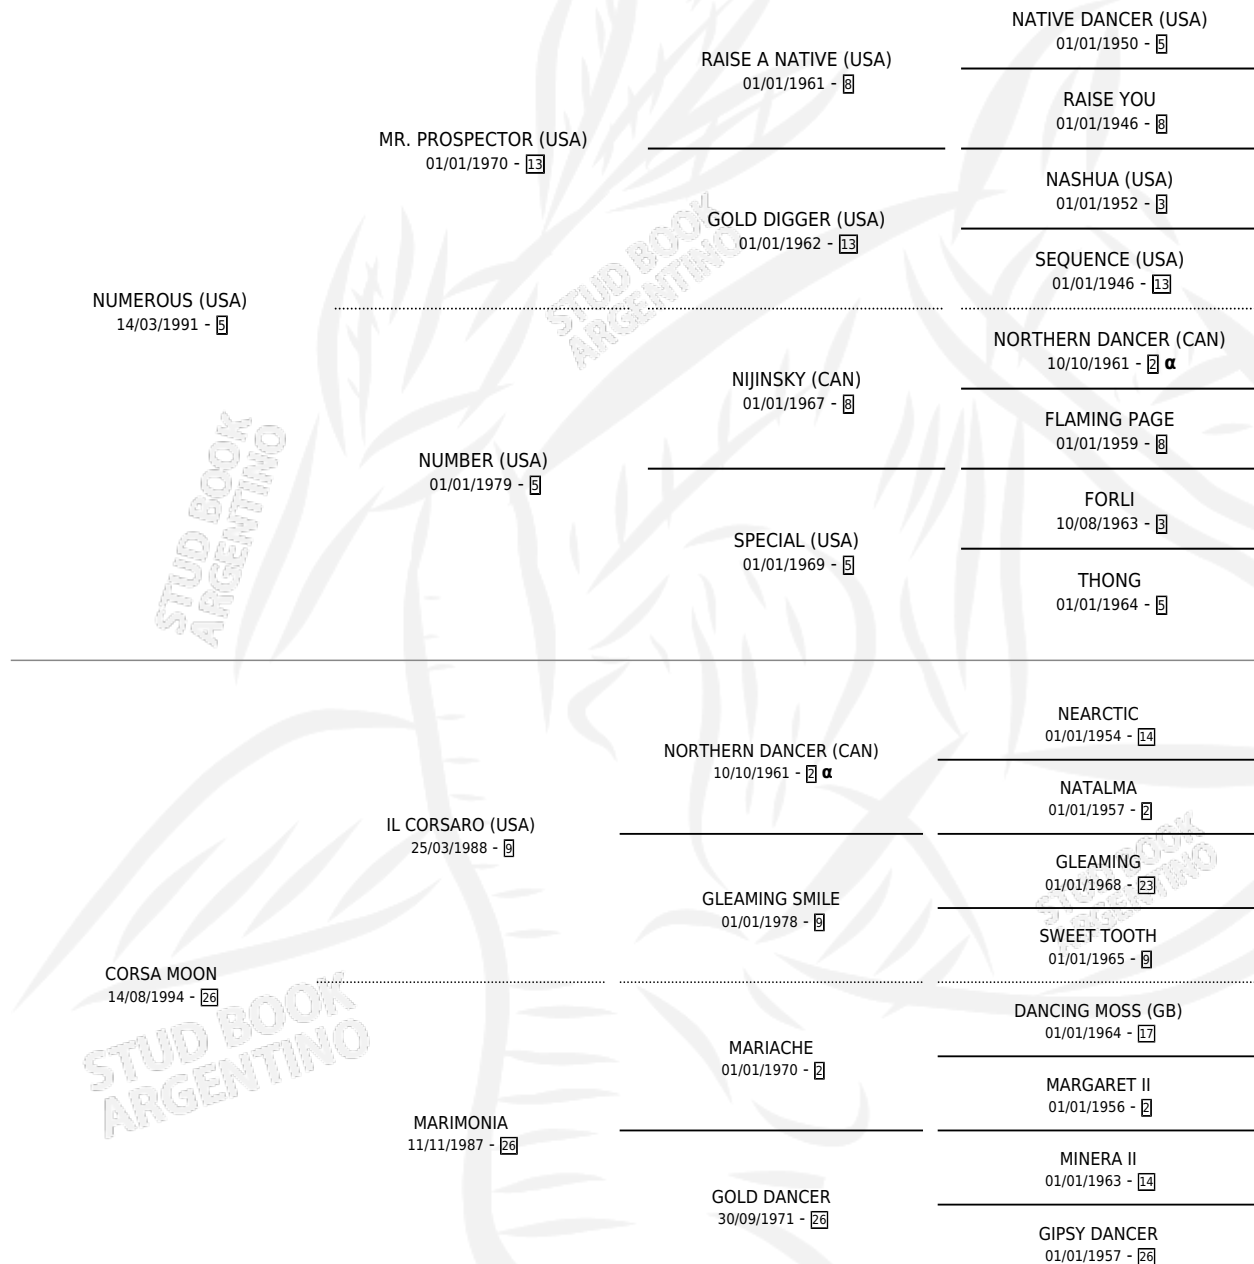 NUMEROUS (USA)
14/03/1991 - 5
MR. PROSPECTOR (USA)
01/01/1970 - 13
RAISE A NATIVE (USA)
01/01/1961 - 8
NATIVE DANCER (USA)
01/01/1950 - 5
RAISE YOU
01/01/1946 - 8
GOLD DIGGER (USA)
01/01/1962 - 13
NASHUA (USA)
01/01/1952 - 3
SEQUENCE (USA)
01/01/1946 - 13
NUMBER (USA)
01/01/1979 - 5
NIJINSKY (CAN)
01/01/1967 - 8
NORTHERN DANCER (CAN)
10/10/1961 - 2 α
FLAMING PAGE
01/01/1959 - 8
SPECIAL (USA)
01/01/1969 - 5
FORLI
10/08/1963 - 3
THONG
01/01/1964 - 5
CORSA MOON
14/08/1994 - 26
IL CORSARO (USA)
25/03/1988 - 9
NORTHERN DANCER (CAN)
10/10/1961 - 2 α
NEARCTIC
01/01/1954 - 14
NATALMA
01/01/1957 - 2
GLEAMING SMILE
01/01/1978 - 9
GLEAMING
01/01/1968 - 23
SWEET TOOTH
01/01/1965 - 9
MARIMONIA
11/11/1987 - 26
MARIACHE
01/01/1970 - 2
DANCING MOSS (GB)
01/01/1964 - 17
MARGARET II
01/01/1956 - 2
GOLD DANCER
30/09/1971 - 26
MINERA II
01/01/1963 - 14
GIPSY DANCER
01/01/1957 - 26
STUD BOOK
ARGENTINO
STUD BOOK
ARGENTINO
STUD BOOK
ARGENTINO
STUD BOOK
ARGENTINO